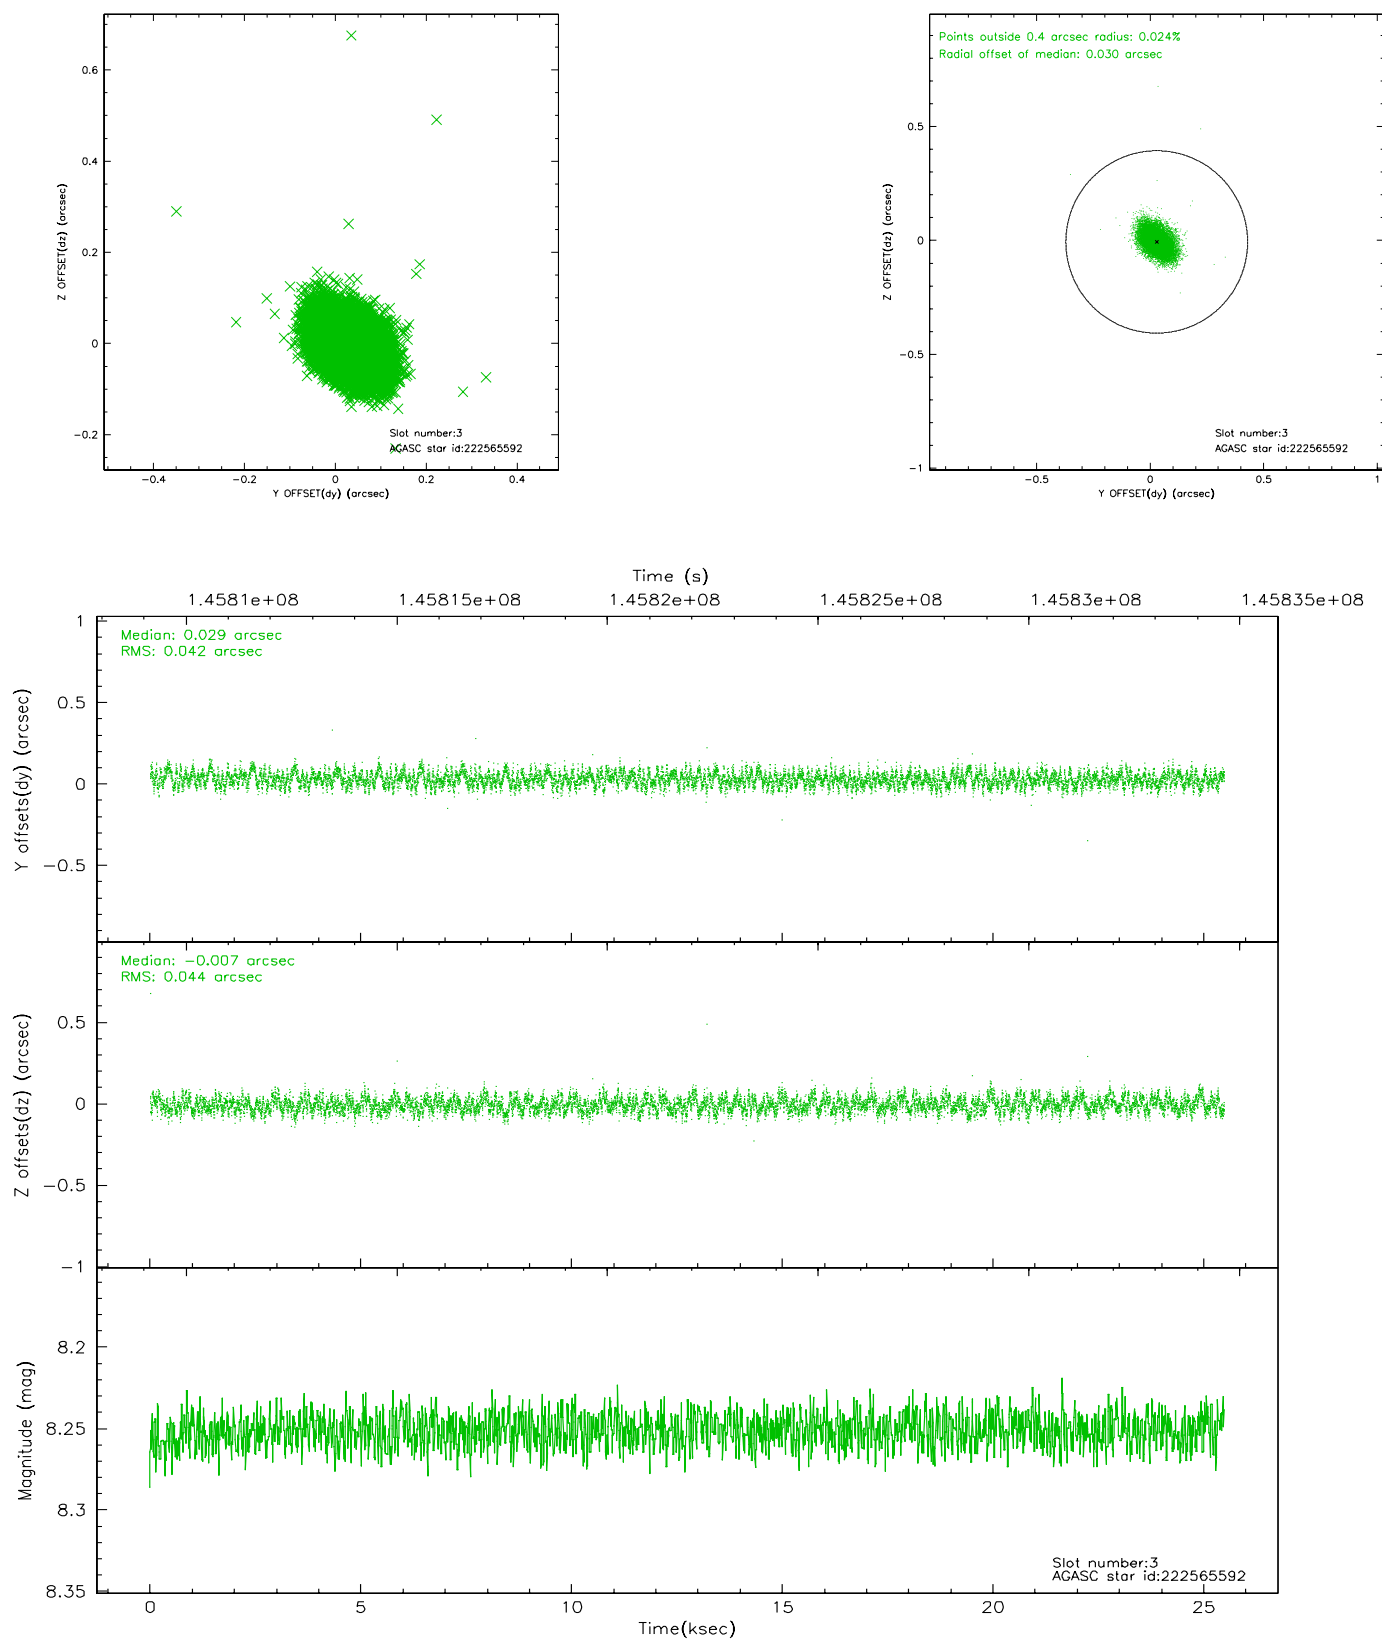 0.6
0.4
0.2
0
−0.2
Z OFFSET(dz) (arcsec)
Slot number:3
AGASC star id:222565592
−0.4 −0.2 0 0.2 0.4
Y OFFSET(dy) (arcsec)
Points outside 0.4 arcsec radius: 0.024%
Radial offset of median: 0.030 arcsec
0.5
0
−0.5
−1
Z OFFSET(dz) (arcsec)
Slot number:3
AGASC star id:222565592
−0.5 0 0.5 1
Y OFFSET(dy) (arcsec)
Time (s)
1.4581e+08 1.45815e+08 1.4582e+08 1.45825e+08 1.4583e+08 1.45835e+08
Median: 0.029 arcsec
RMS: 0.042 arcsec
1
0.5
0
−0.5
Y offsets(dy) (arcsec)
Median: −0.007 arcsec
RMS: 0.044 arcsec
0.5
0
−0.5
−1
Z offsets(dz) (arcsec)
8.2
8.25
8.3
8.35
Magnitude (mag)
Slot number:3
AGASC star id:222565592
0 5 10 15 20 25
Time(ksec)